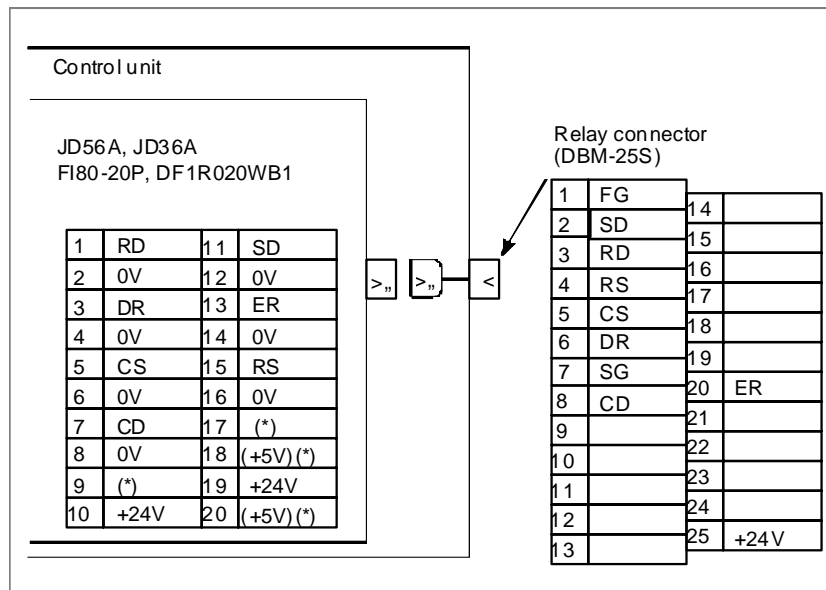 Control unit
JD56A, JD36A
FI80-20P, DF1R020WB1
1 RD 11 SD
2 0V 12 0V
3 DR 13 ER
4 0V 14 0V
5 CS 15 RS
6 0V 16 0V
7 CD 17 (*)
8 0V 18 (+5V) (*)
9 (*) 19 +24V
10 +24V 20 (+5V) (*)
>„ >„ <
Relay connector
(DBM-25S)
1 FG
2 SD
3 RD
4 RS
5 CS
6 DR
7 SG
8 CD
9
10
11
12
13
14
15
16
17
18
19
20 ER
21
22
23
24
25 +24V